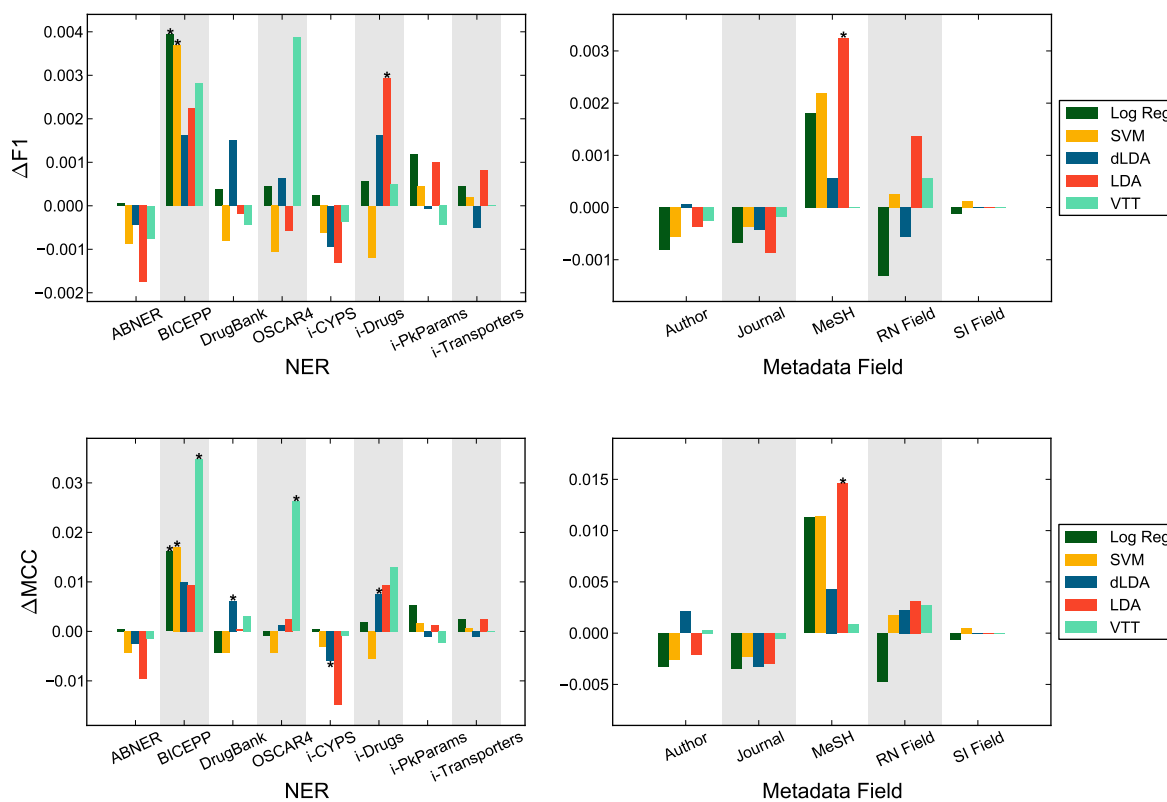 0.004
0.003
0.002
0.001
0.000
−0.001
−0.002
ΔF1
* * *
ABNER
BICEPP
DrugBank
OSCAR4
i-CYPS
i-Drugs
i-PkParams
i-Transporters
NER
0.003
0.002
0.001
0.000
−0.001
*
Author
Journal
MeSH
RN Field
SI Field
Metadata Field
Log Reg
SVM
dLDA
LDA
VTT
0.03
0.02
0.01
0.00
−0.01
ΔMCC
* * * * * * *
ABNER
BICEPP
DrugBank
OSCAR4
i-CYPS
i-Drugs
i-PkParams
i-Transporters
NER
0.015
0.010
0.005
0.000
−0.005
*
Author
Journal
MeSH
RN Field
SI Field
Metadata Field
Log Reg
SVM
dLDA
LDA
VTT